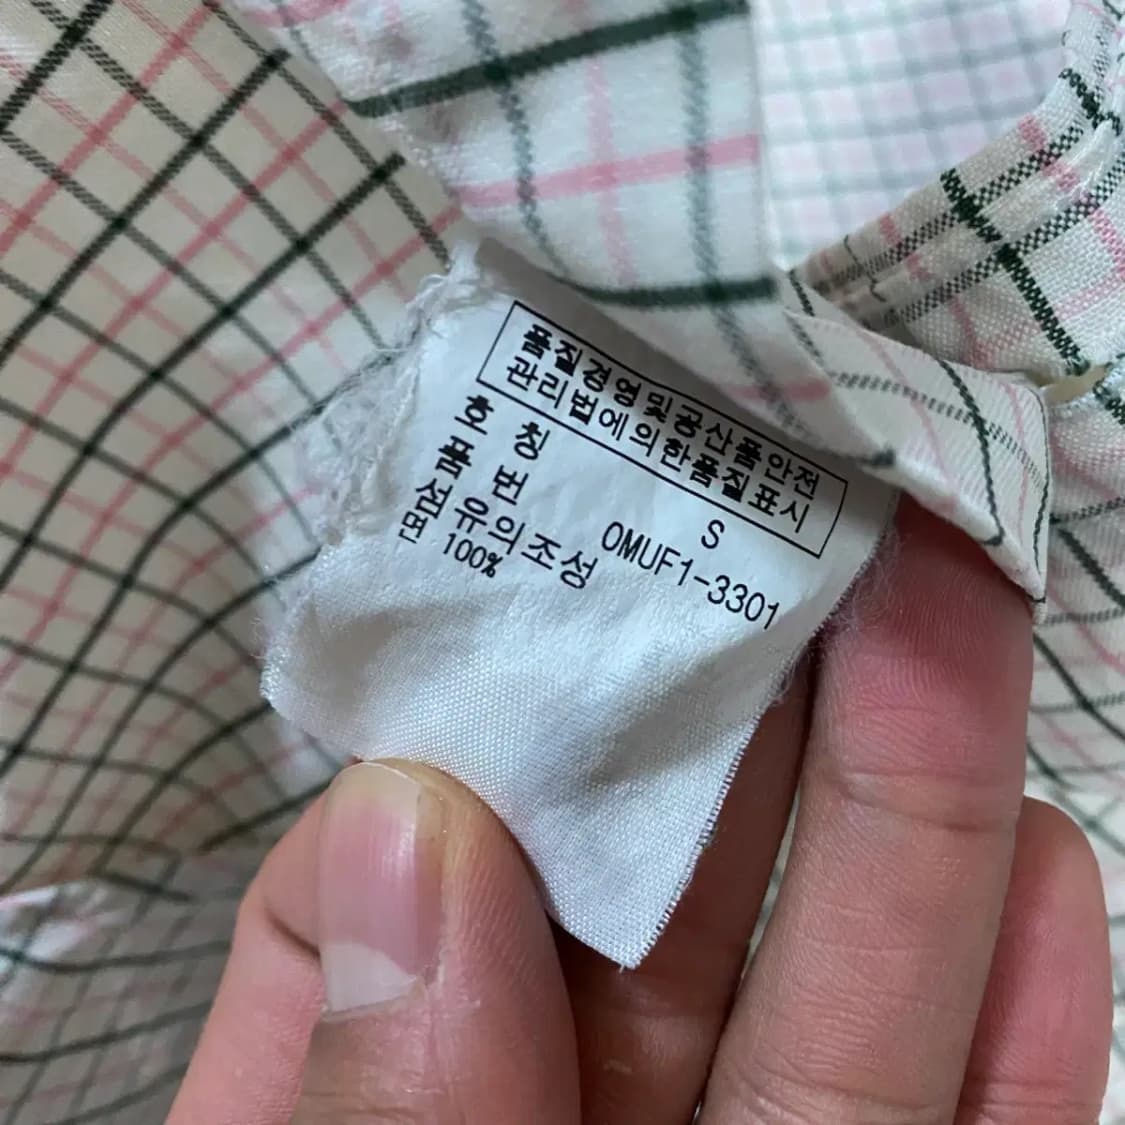 품질경영및공산품안전
관리법에의한품질표시
호 칭 S
품 번 OMUF1-3301
섬유의조성
면 100%